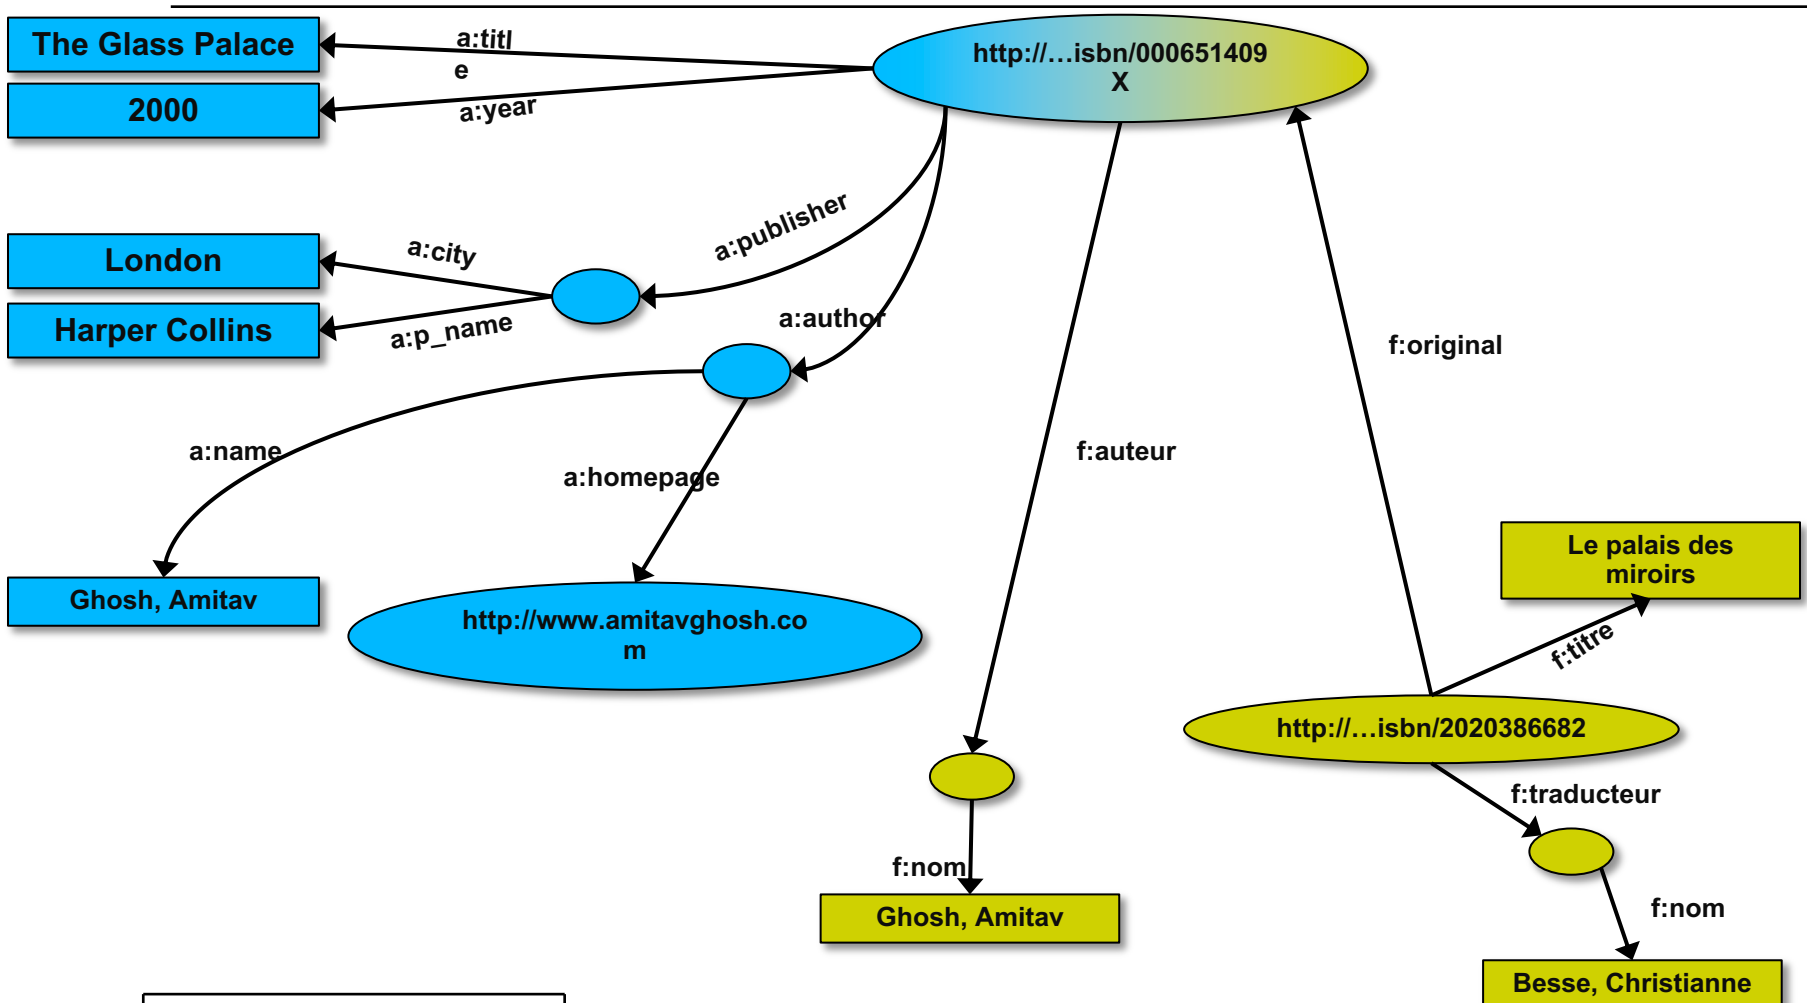 The Glass Palace
a:titl
e
http://…isbn/000651409
X
2000
a:year
a:publisher
London
a:city
Harper Collins
a:p_name
a:author
f:original
a:name
a:homepage
f:auteur
Le palais des
miroirs
Ghosh, Amitav
http://www.amitavghosh.co
m
f:titre
http://…isbn/2020386682
f:traducteur
f:nom
Ghosh, Amitav
f:nom
Besse, Christianne